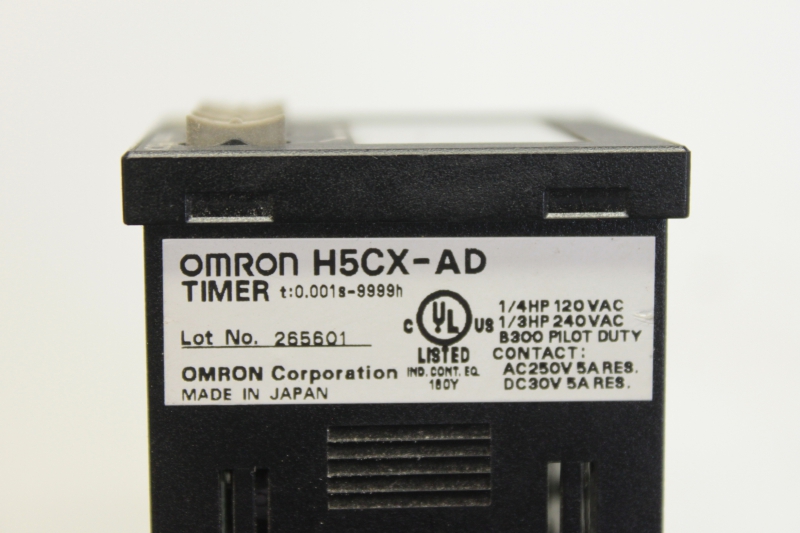 OMRON H5CX-AD
TIMER t:0.001s-9999h
Lot No. 265601
OMRON Corporation
MADE IN JAPAN
C UL US
LISTED
IND. CONT. EQ.
160Y
1/4HP 120VAC
1/3HP 240VAC
B300 PILOT DUTY
CONTACT:
AC250V 5A RES.
DC30V 5A RES.